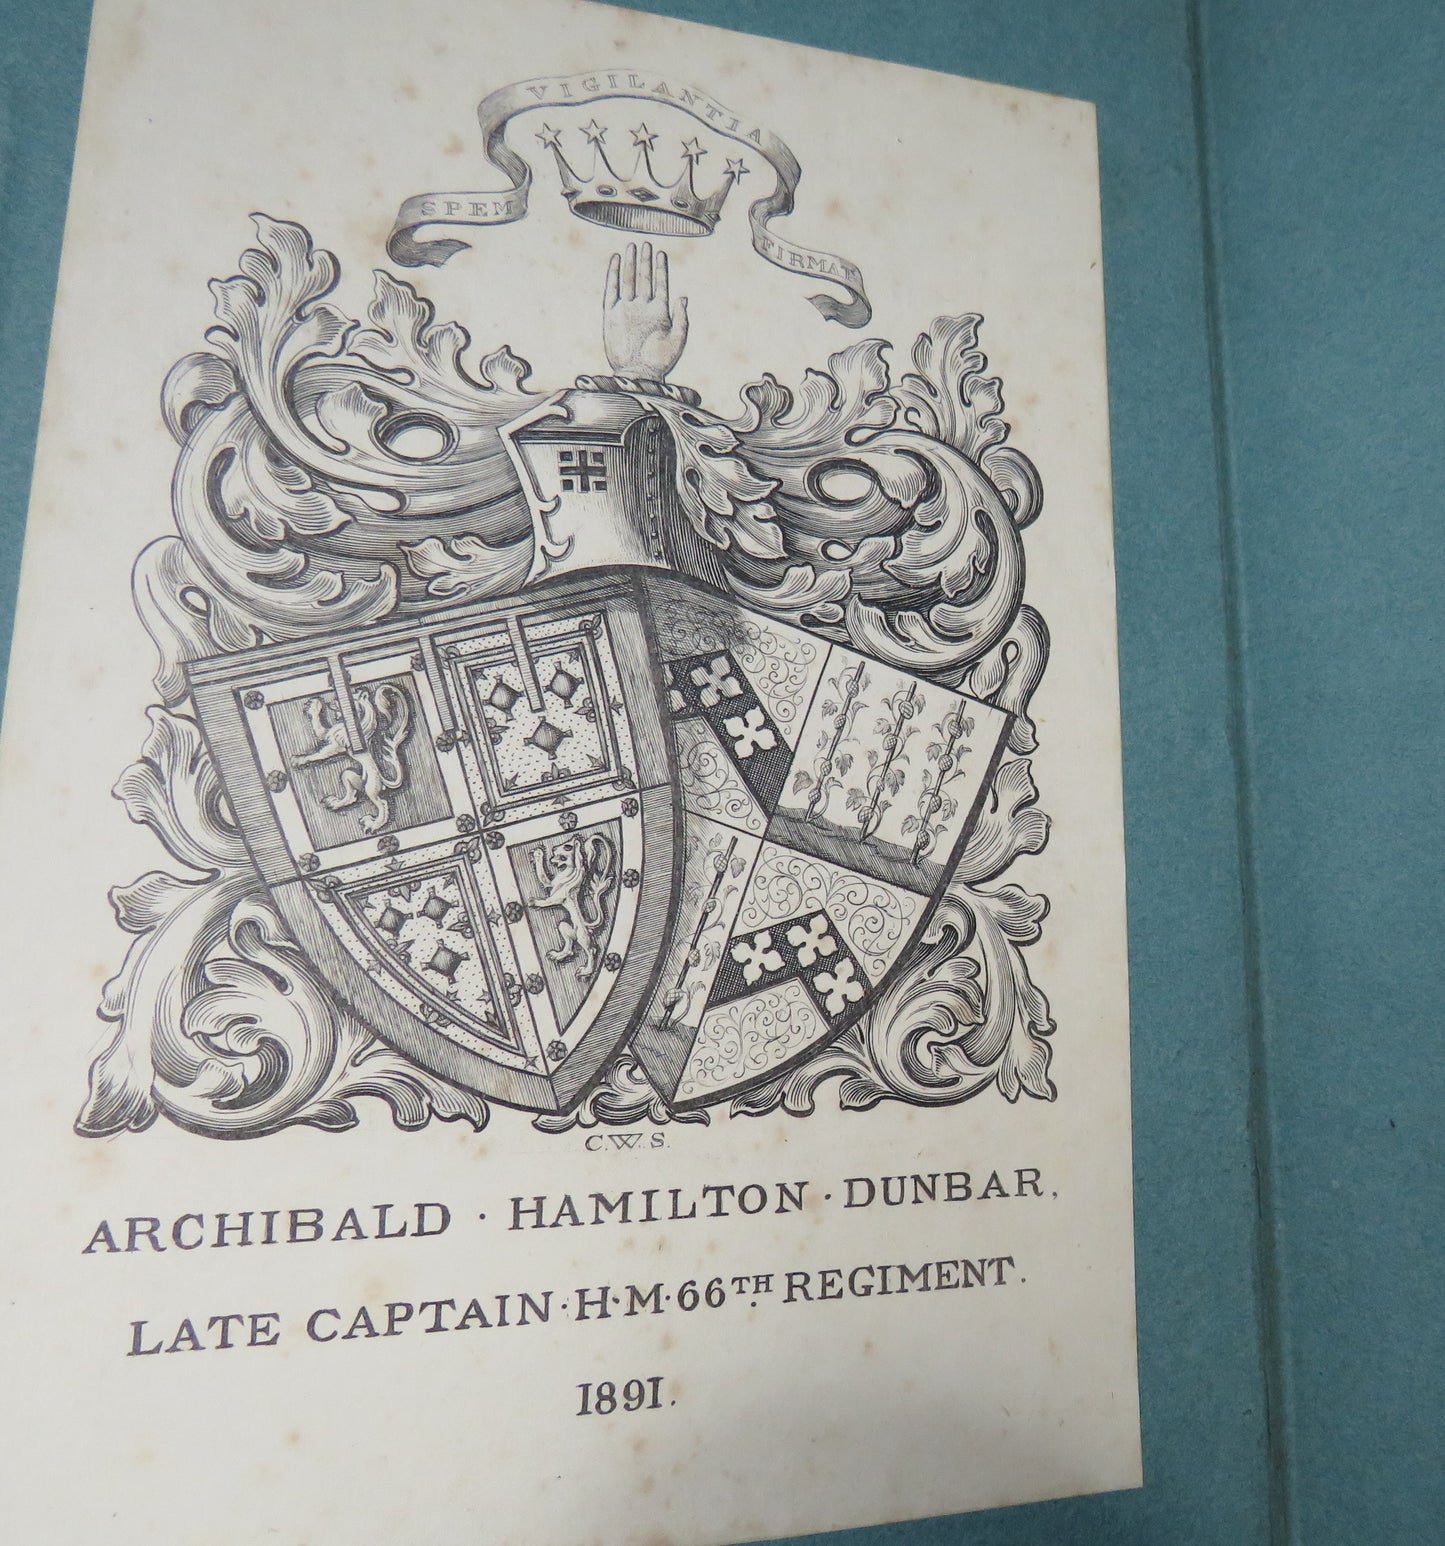 SPEM VIGILANTIA FIRMAT
C.W.S.
ARCHIBALD · HAMILTON · DUNBAR,
LATE CAPTAIN · H · M · 66TH REGIMENT.
1891.